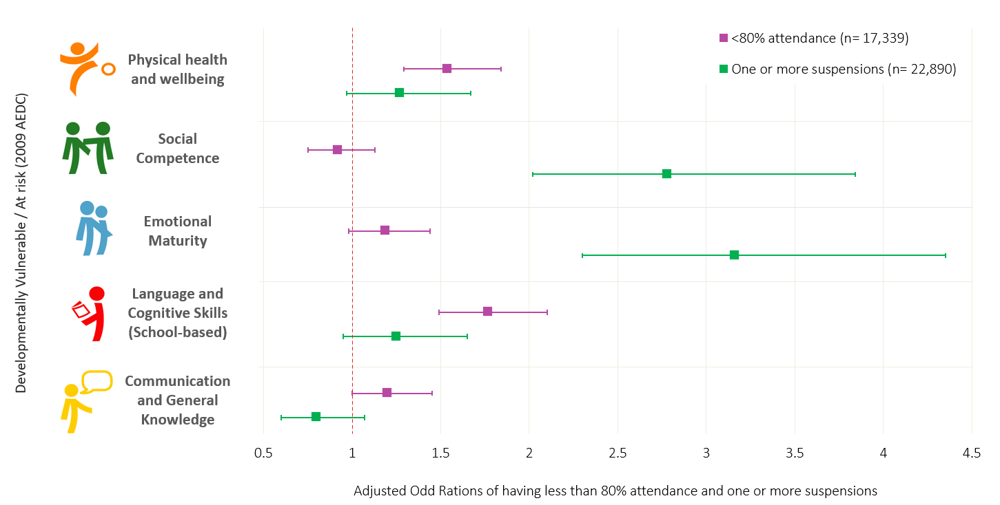 <80% attendance (n= 17,339)
One or more suspensions (n= 22,890)
Developmentally Vulnerable / At risk (2009 AEDC)
Physical health
and wellbeing
Social
Competence
Emotional
Maturity
Language and
Cognitive Skills
(School-based)
Communication
and General
Knowledge
0.5 1 1.5 2 2.5 3 3.5 4 4.5
Adjusted Odd Rations of having less than 80% attendance and one or more suspensions